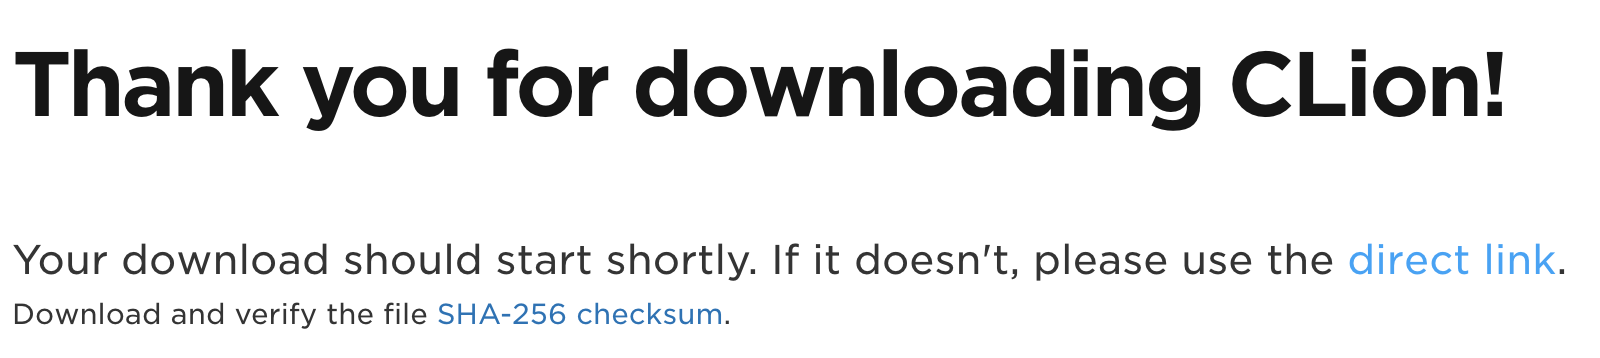 Thank you for downloading CLion!
Your download should start shortly. If it doesn't, please use the direct link.
Download and verify the file SHA-256 checksum.